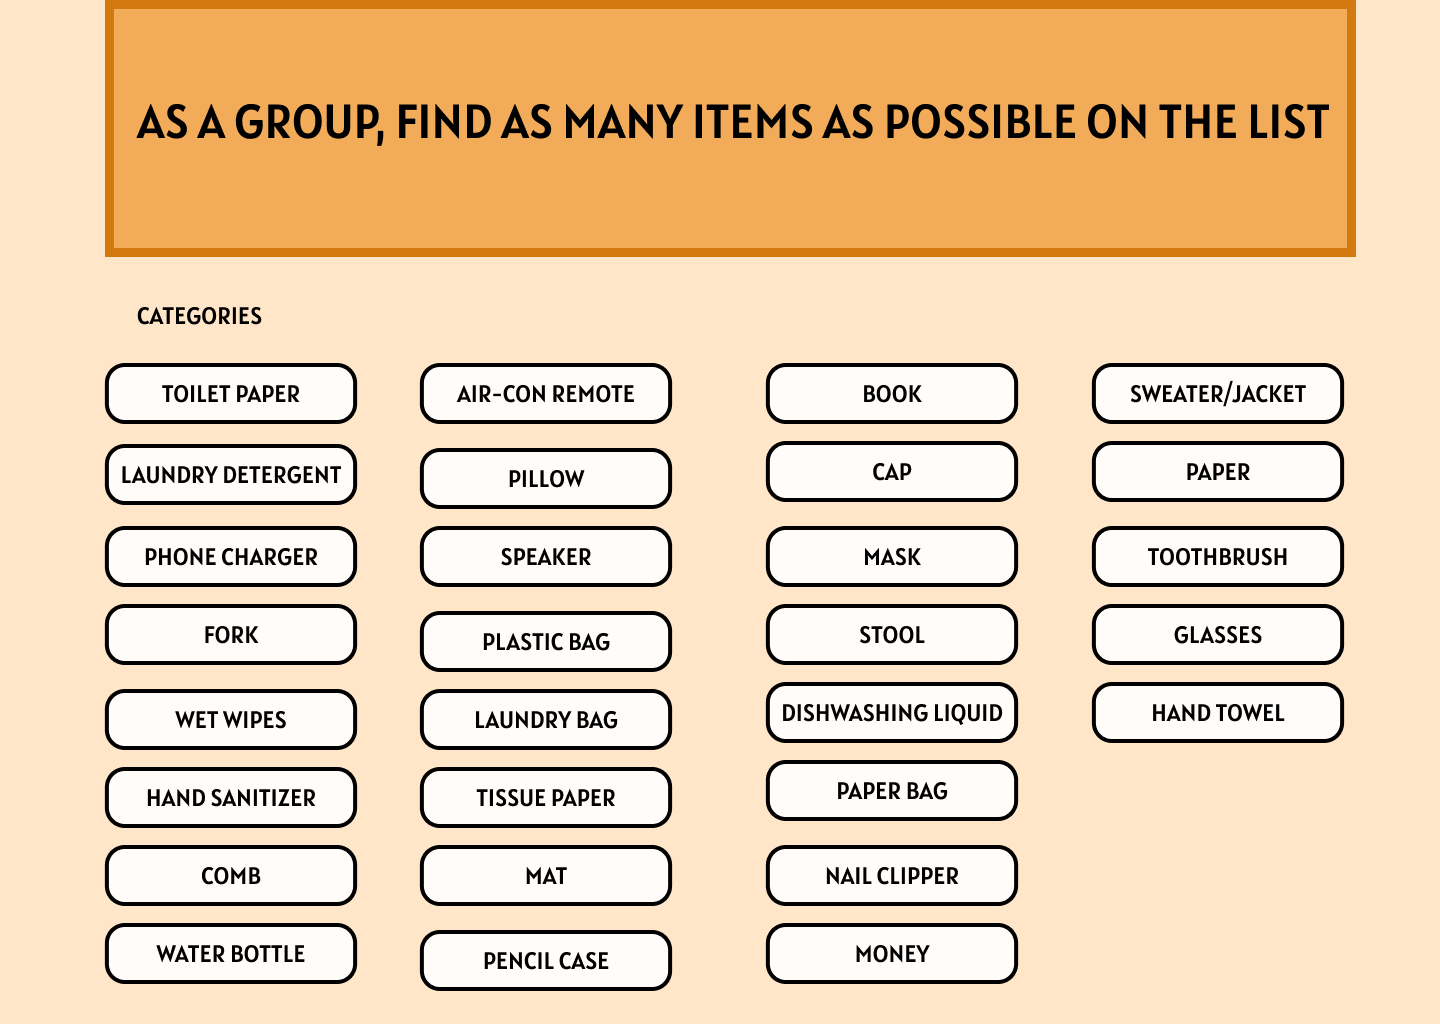 AS A GROUP, FIND AS MANY ITEMS AS POSSIBLE ON THE LIST
CATEGORIES
TOILET PAPER
LAUNDRY DETERGENT
PHONE CHARGER
FORK
WET WIPES
HAND SANITIZER
COMB
WATER BOTTLE
AIR-CON REMOTE
PILLOW
SPEAKER
PLASTIC BAG
LAUNDRY BAG
TISSUE PAPER
MAT
PENCIL CASE
BOOK
CAP
MASK
STOOL
DISHWASHING LIQUID
PAPER BAG
NAIL CLIPPER
MONEY
SWEATER/JACKET
PAPER
TOOTHBRUSH
GLASSES
HAND TOWEL